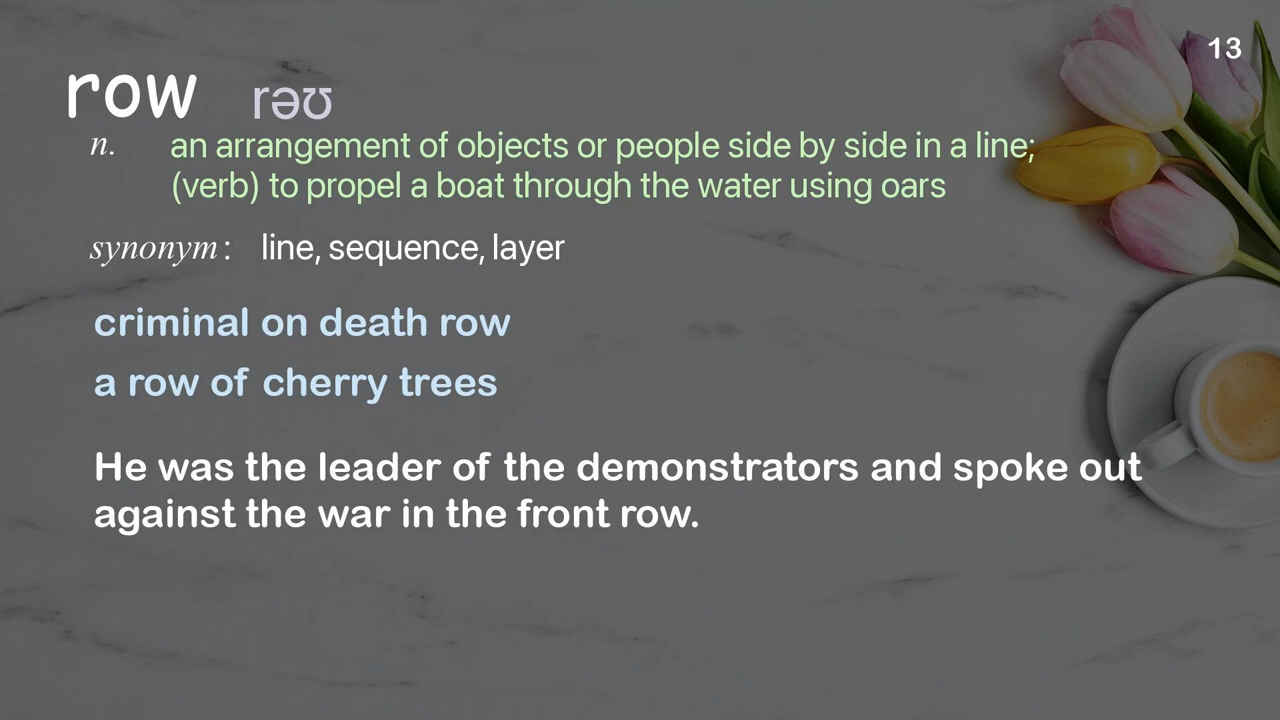 13
row rəʊ
n. an arrangement of objects or people side by side in a line;
(verb) to propel a boat through the water using oars
synonym: line, sequence, layer
criminal on death row
a row of cherry trees
He was the leader of the demonstrators and spoke out
against the war in the front row.